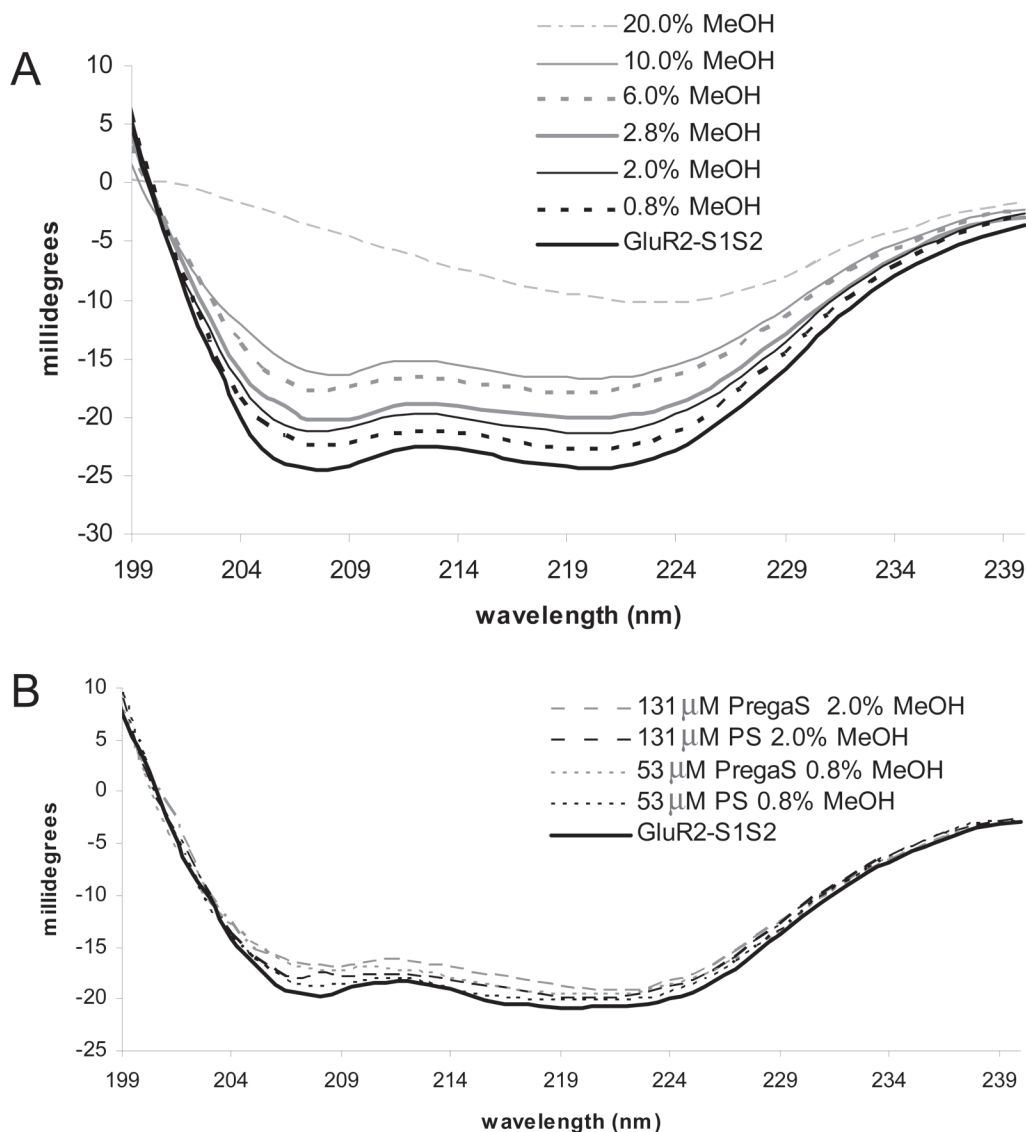 A
20.0% MeOH
10.0% MeOH
6.0% MeOH
2.8% MeOH
2.0% MeOH
0.8% MeOH
GluR2-S1S2
10
5
0
-5
-10
-15
-20
-25
-30
millidegrees
199 204 209 214 219 224 229 234 239
wavelength (nm)
B
131 μM PregaS 2.0% MeOH
131 μM PS 2.0% MeOH
53 μM PregaS 0.8% MeOH
53 μM PS 0.8% MeOH
GluR2-S1S2
10
5
0
-5
-10
-15
-20
-25
millidegrees
199 204 209 214 219 224 229 234 239
wavelength (nm)